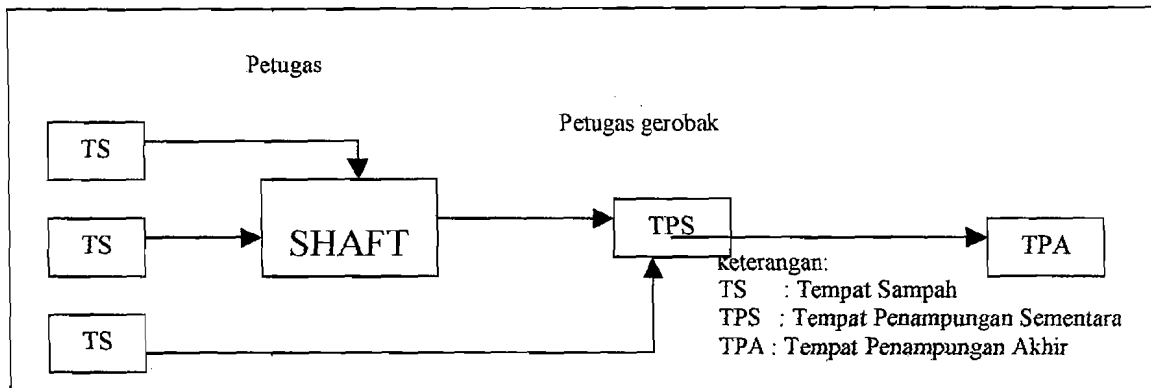 Petugas
Petugas gerobak
TS
SHAFT
TS
TPS
TPA
TS
keterangan:
TS : Tempat Sampah
TPS : Tempat Penampungan Sementara
TPA : Tempat Penampungan Akhir